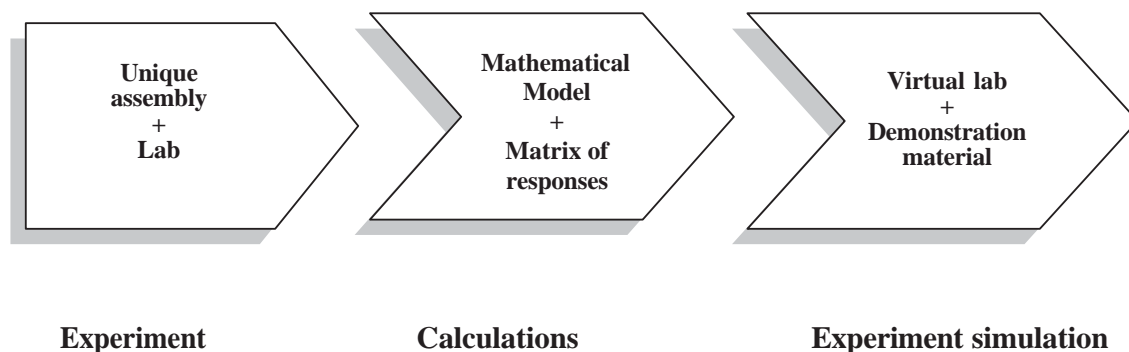 Unique
assembly
+
Lab
Mathematical
Model
+
Matrix of
responses
Virtual lab
+
Demonstration
material
Experiment
Calculations
Experiment simulation